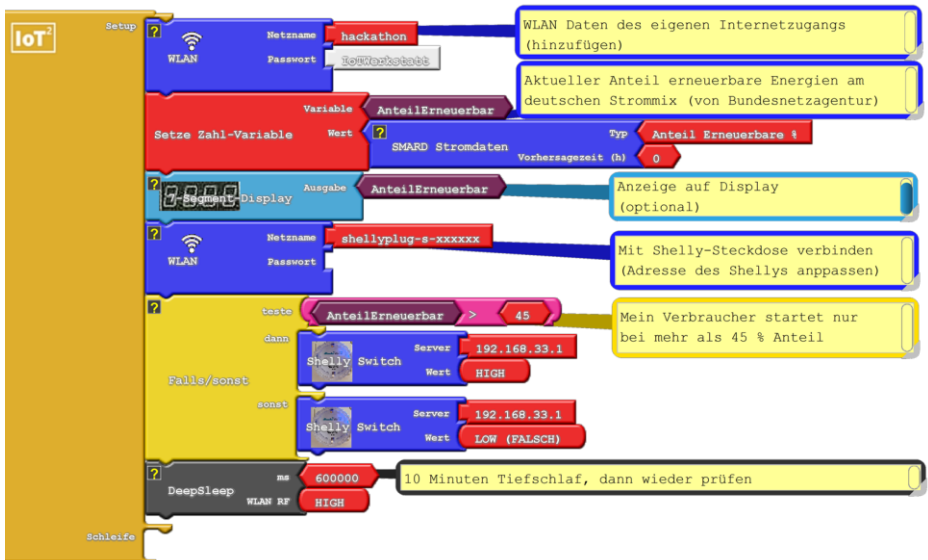 IoT²
Setup
?
WLAN
Netzname
hackathon
Passwort
IoTWerkstatt
WLAN Daten des eigenen Internetzugangs
(hinzufügen)
Setze Zahl-Variable
Variable
AnteilErneuerbar
Wert
?
SMARD Stromdaten
Typ
Anteil Erneuerbare %
Vorhersagezeit (h)
0
Aktueller Anteil erneuerbare Energien am
deutschen Strommix (von Bundesnetzagentur)
?
7-Segment-Display
Ausgabe
AnteilErneuerbar
Anzeige auf Display
(optional)
?
WLAN
Netzname
shellyplug-s-xxxxxx
Passwort
Mit Shelly-Steckdose verbinden
(Adresse des Shellys anppassen)
?
Falls/sonst
teste
AnteilErneuerbar
>
45
Mein Verbraucher startet nur
bei mehr als 45 % Anteil
dann
Shelly Switch
Server
192.168.33.1
Wert
HIGH
sonst
Shelly Switch
Server
192.168.33.1
Wert
LOW (FALSCH)
?
DeepSleep
ms
600000
WLAN RF
HIGH
10 Minuten Tiefschlaf, dann wieder prüfen
Schleife